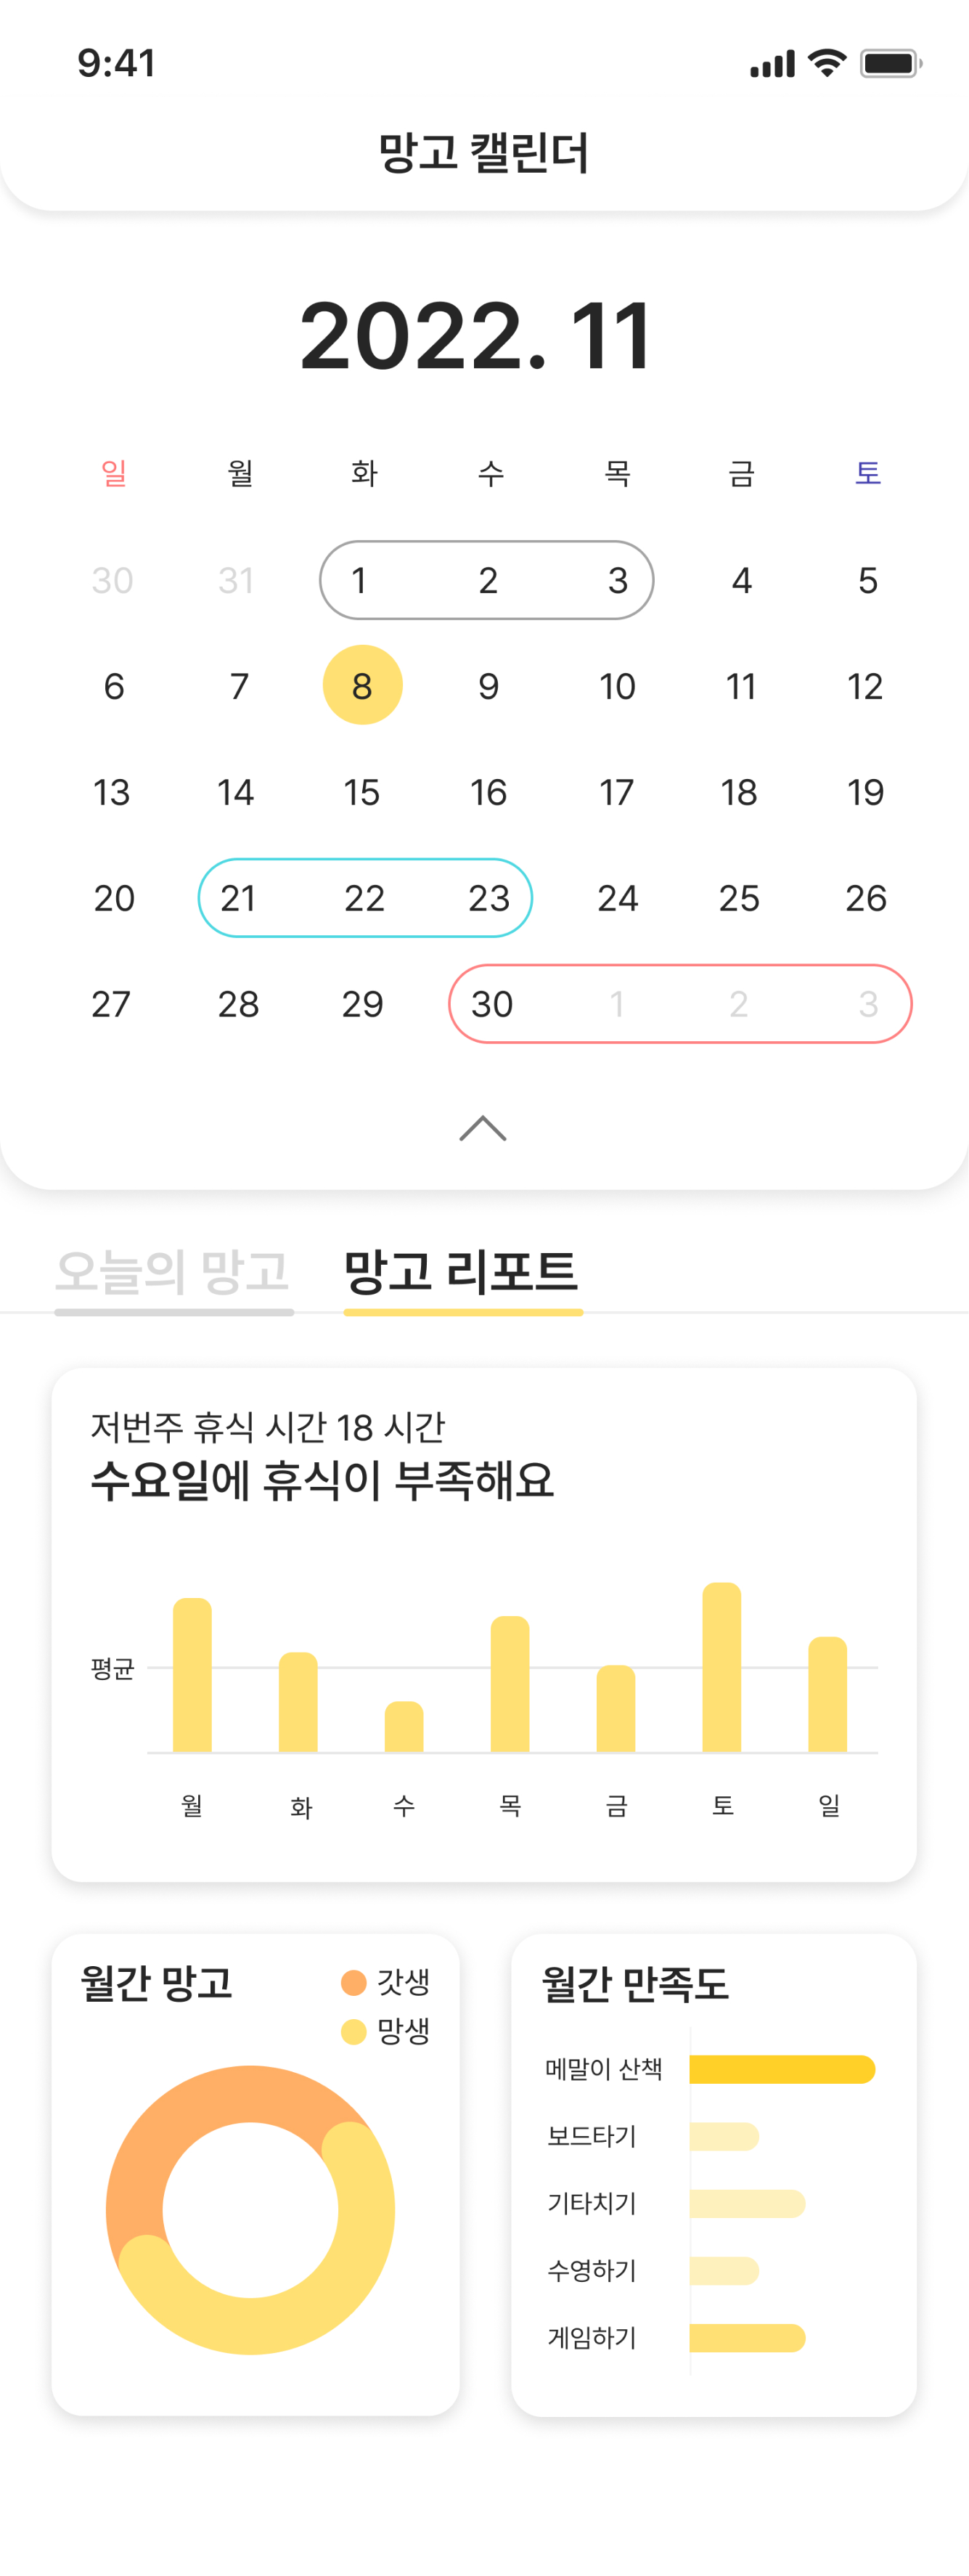 9:41
망고 캘린더
2022. 11
일 월 화 수 목 금 토
30 31 1 2 3 4 5
6 7 8 9 10 11 12
13 14 15 16 17 18 19
20 21 22 23 24 25 26
27 28 29 30 1 2 3
오늘의 망고 망고 리포트
저번주 휴식 시간 18 시간
수요일에 휴식이 부족해요
평균
월 화 수 목 금 토 일
월간 망고
갓생
망생
월간 만족도
메말이 산책
보드타기
기타치기
수영하기
게임하기